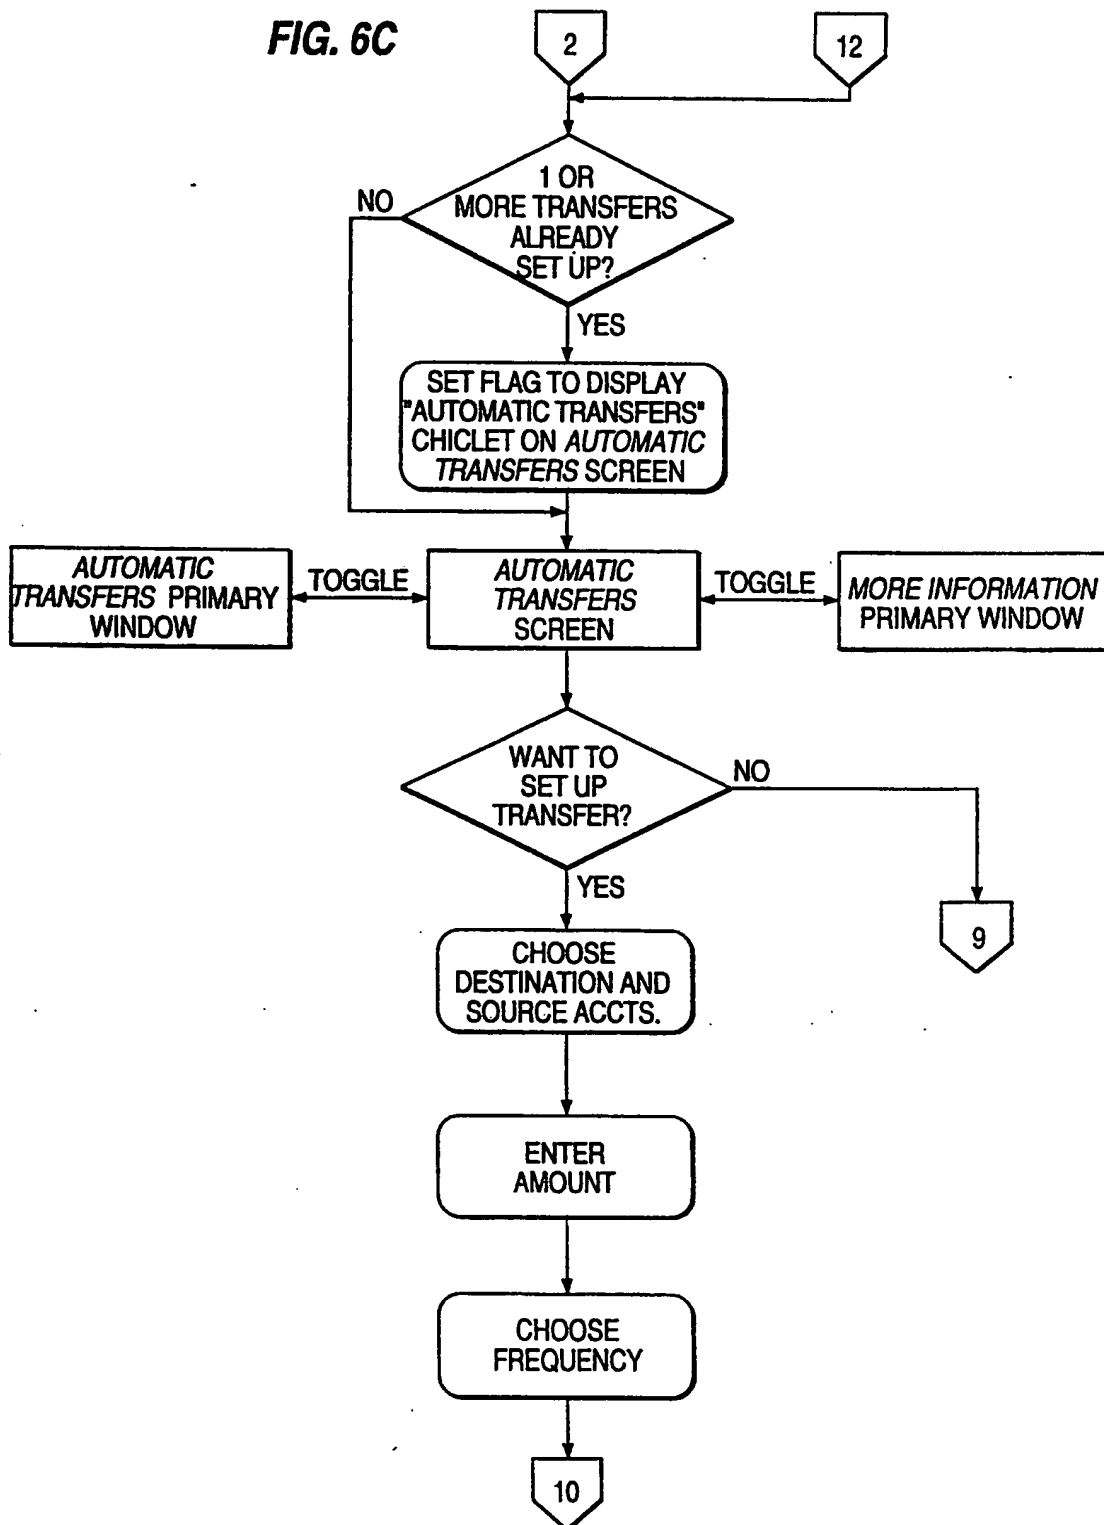 FIG. 6C
2
12
1 OR
MORE TRANSFERS
ALREADY
SET UP?
NO
YES
SET FLAG TO DISPLAY
"AUTOMATIC TRANSFERS"
CHICLET ON AUTOMATIC
TRANSFERS SCREEN
AUTOMATIC
TRANSFERS PRIMARY
WINDOW
TOGGLE
AUTOMATIC
TRANSFERS
SCREEN
TOGGLE
MORE INFORMATION
PRIMARY WINDOW
WANT TO
SET UP
TRANSFER?
NO
YES
9
CHOOSE
DESTINATION AND
SOURCE ACCTS.
ENTER
AMOUNT
CHOOSE
FREQUENCY
10